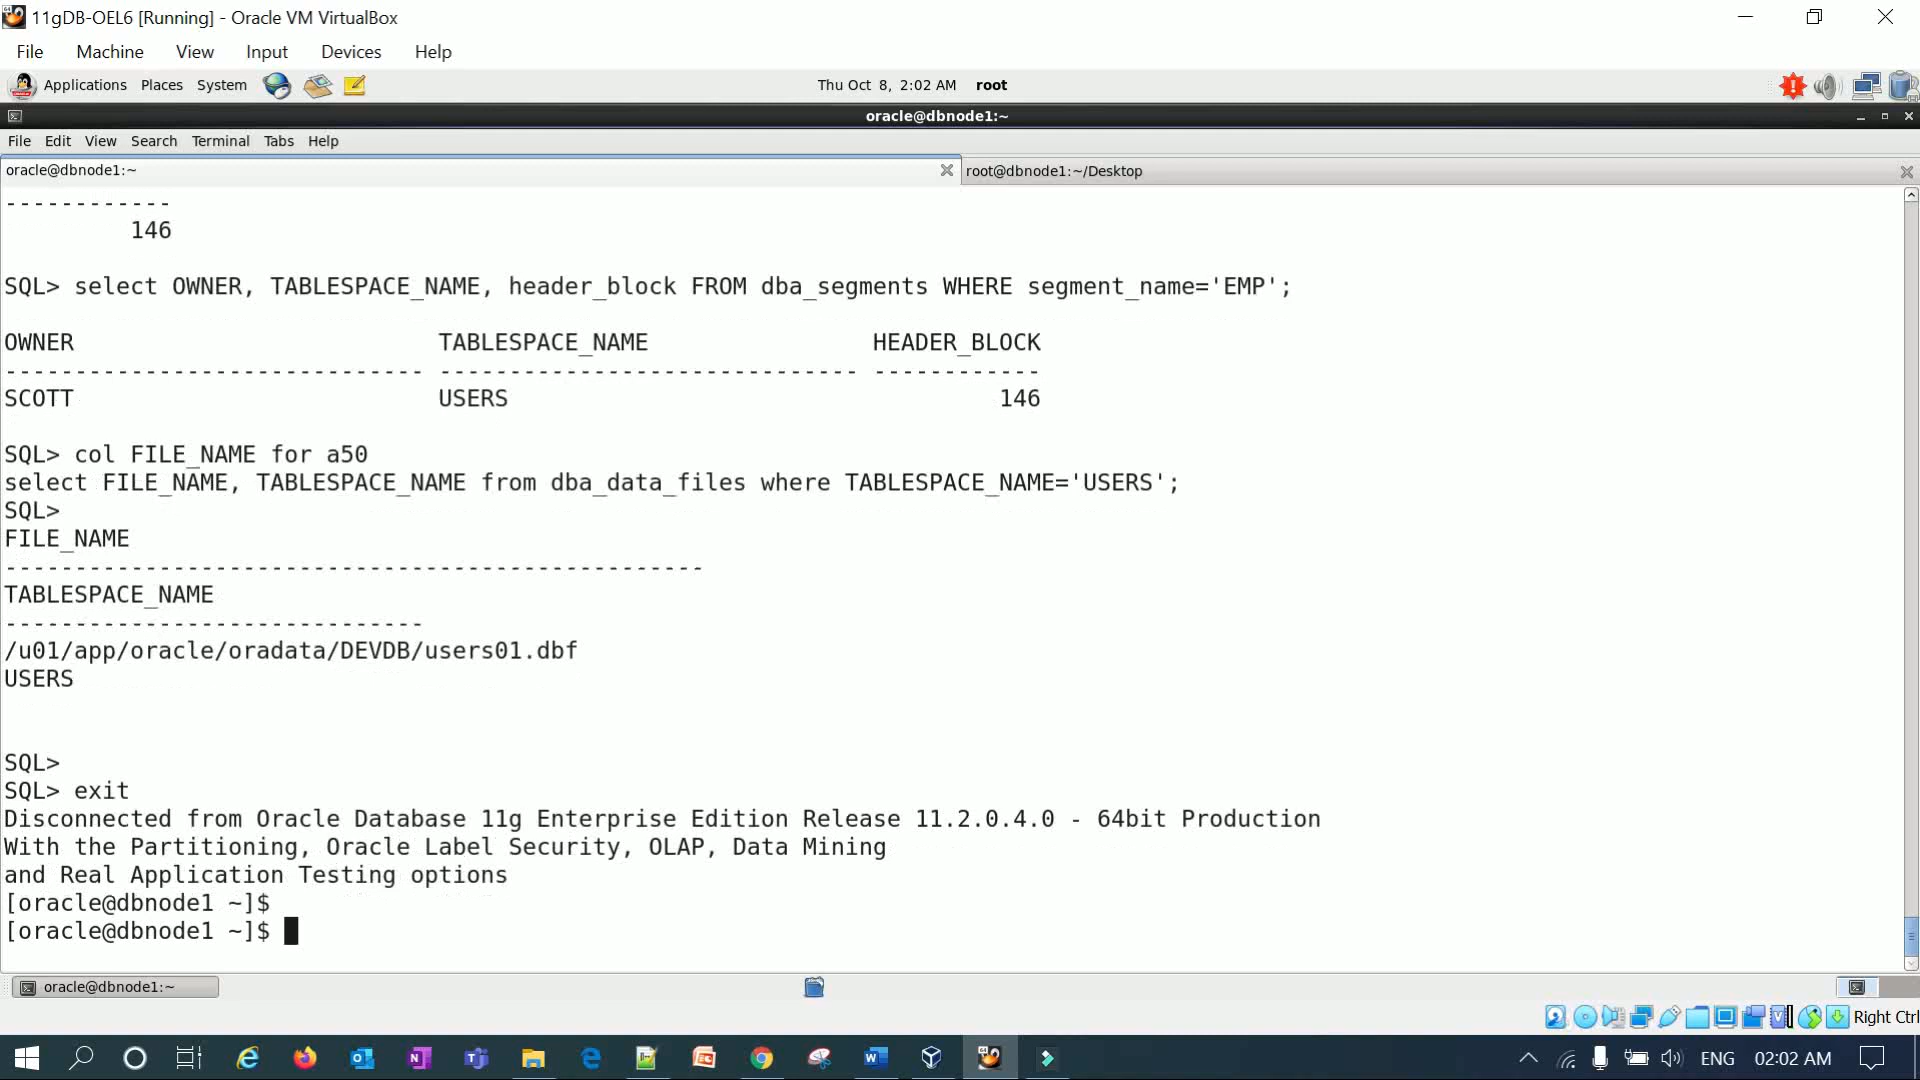 11gDB-OEL6 [Running] - Oracle VM VirtualBox
File Machine View Input Devices Help
Applications Places System Thu Oct 8, 2:02 AM root
oracle@dbnode1:~
File Edit View Search Terminal Tabs Help
oracle@dbnode1:~ root@dbnode1:~/Desktop
------------
146
SQL> select OWNER, TABLESPACE_NAME, header_block FROM dba_segments WHERE segment_name='EMP';
OWNER TABLESPACE_NAME HEADER_BLOCK
------------------------------ ------------------------------ ------------
SCOTT USERS 146
SQL> col FILE_NAME for a50
select FILE_NAME, TABLESPACE_NAME from dba_data_files where TABLESPACE_NAME='USERS';
SQL>
FILE_NAME
--------------------------------------------------
TABLESPACE_NAME
------------------------------
/u01/app/oracle/oradata/DEVDB/users01.dbf
USERS
SQL>
SQL> exit
Disconnected from Oracle Database 11g Enterprise Edition Release 11.2.0.4.0 - 64bit Production
With the Partitioning, Oracle Label Security, OLAP, Data Mining
and Real Application Testing options
[oracle@dbnode1 ~]$
[oracle@dbnode1 ~]$
oracle@dbnode1:~
Right Ctrl
ENG 02:02 AM